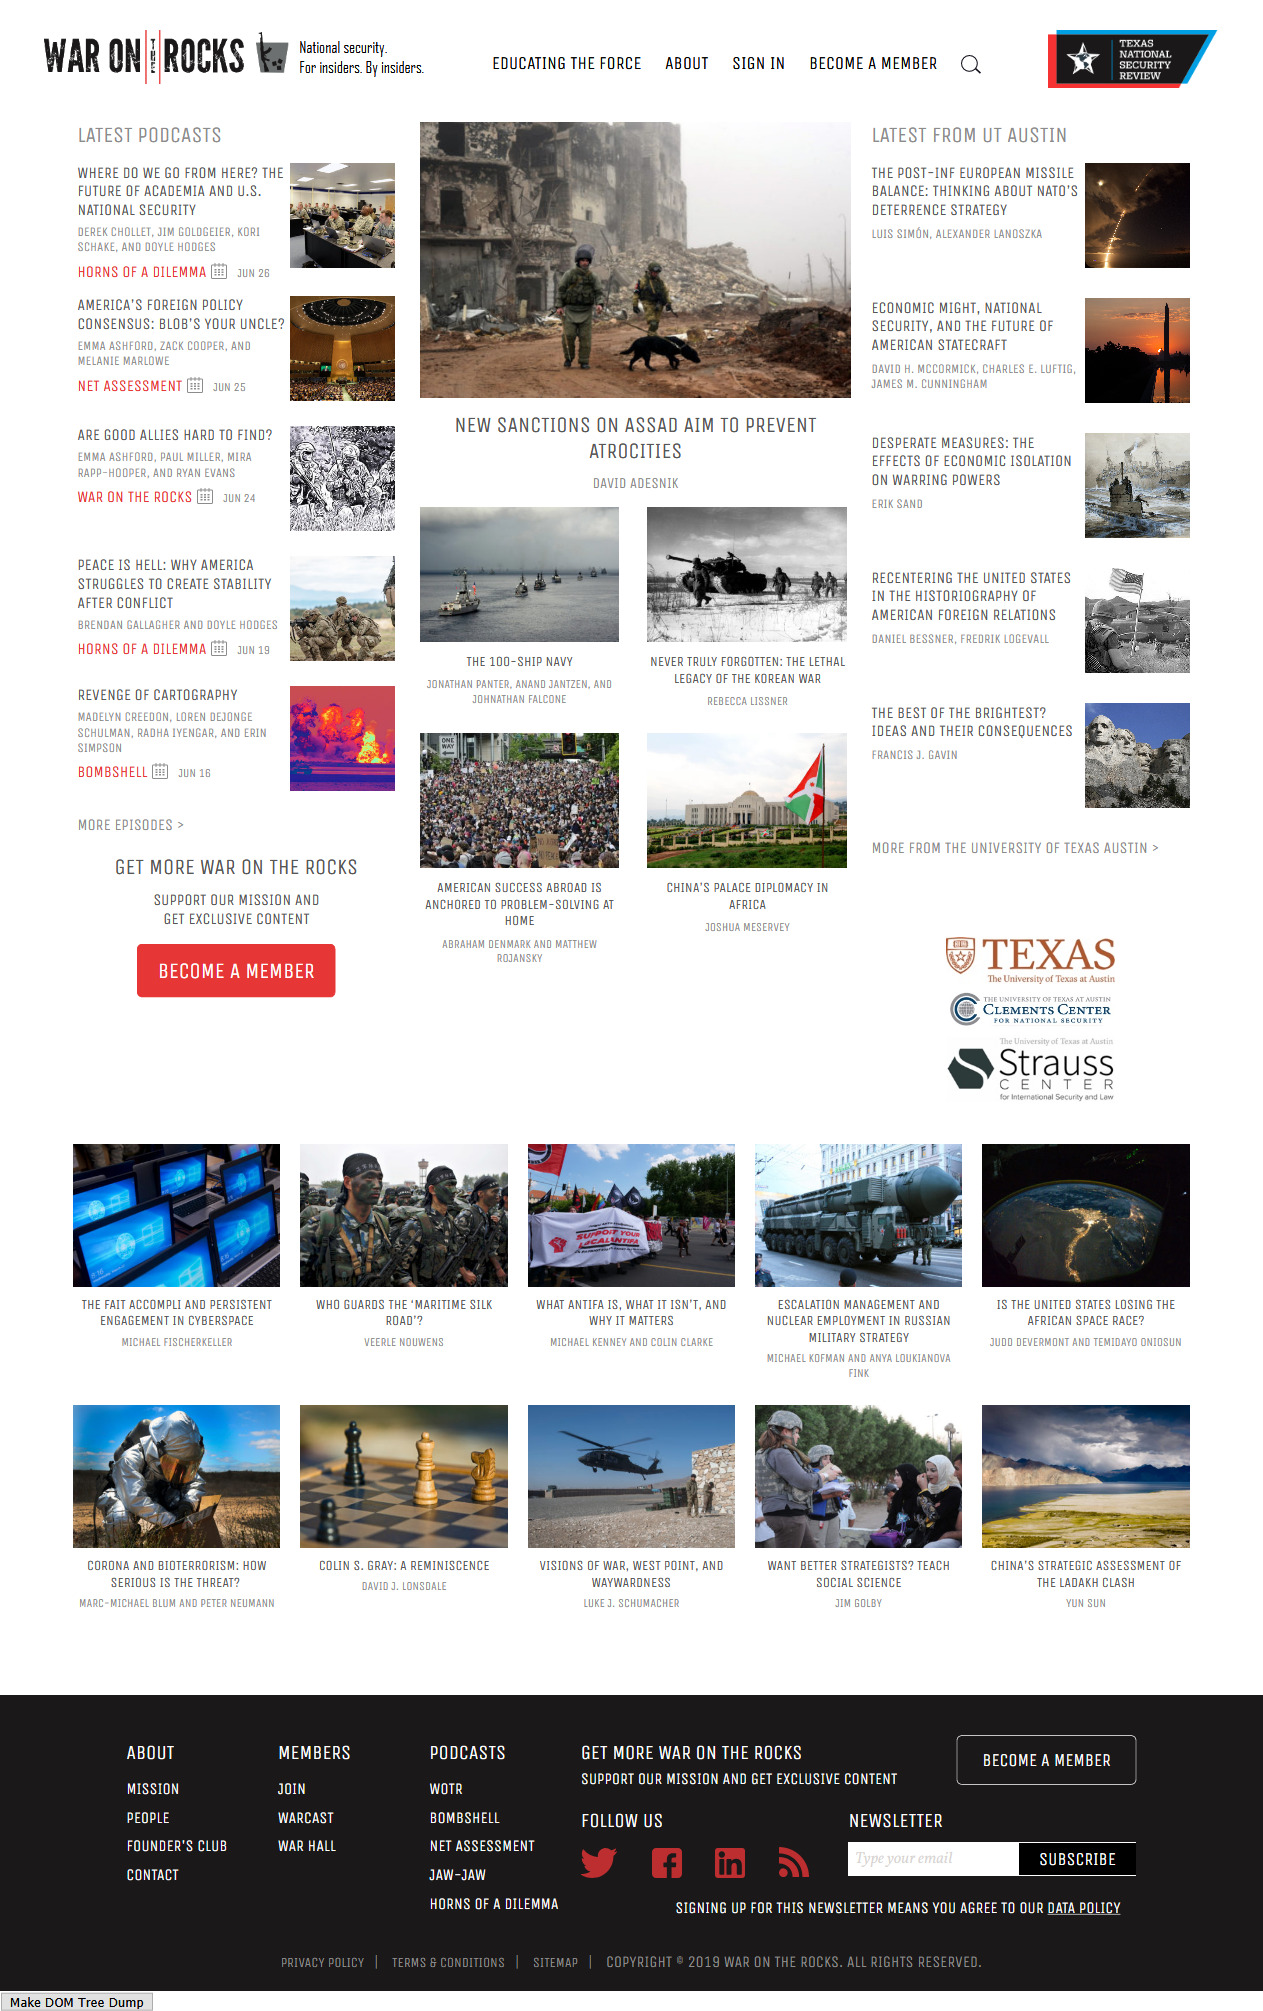 WAR ON THE ROCKS
National security.
For insiders. By insiders.
EDUCATING THE FORCE
ABOUT
SIGN IN
BECOME A MEMBER
TEXAS
NATIONAL
SECURITY
REVIEW
LATEST PODCASTS
WHERE DO WE GO FROM HERE? THE
FUTURE OF ACADEMIA AND U.S.
NATIONAL SECURITY
DEREK CHOLLET, JIM GOLDGEIER, KORI
SCHAKE, AND DOYLE HODGES
HORNS OF A DILEMMA JUN 26
AMERICA'S FOREIGN POLICY
CONSENSUS: BLOB'S YOUR UNCLE?
EMMA ASHFORD, ZACK COOPER, AND
MELANIE MARLOWE
NET ASSESSMENT JUN 25
ARE GOOD ALLIES HARD TO FIND?
EMMA ASHFORD, PAUL MILLER, MIRA
RAPP-HOOPER, AND RYAN EVANS
WAR ON THE ROCKS JUN 24
PEACE IS HELL: WHY AMERICA
STRUGGLES TO CREATE STABILITY
AFTER CONFLICT
BRENDAN GALLAGHER AND DOYLE HODGES
HORNS OF A DILEMMA JUN 19
REVENGE OF CARTOGRAPHY
MADELYN CREEDON, LOREN DEJONGE
SCHULMAN, RADHA IYENGAR, AND ERIN
SIMPSON
BOMBSHELL JUN 16
MORE EPISODES >
GET MORE WAR ON THE ROCKS
SUPPORT OUR MISSION AND
GET EXCLUSIVE CONTENT
BECOME A MEMBER
NEW SANCTIONS ON ASSAD AIM TO PREVENT
ATROCITIES
DAVID ADESNIK
THE 100-SHIP NAVY
JONATHAN PANTER, ANAND JANTZEN, AND
JOHNATHAN FALCONE
NEVER TRULY FORGOTTEN: THE LETHAL
LEGACY OF THE KOREAN WAR
REBECCA LISSNER
ONE
WAY
AMERICAN SUCCESS ABROAD IS
ANCHORED TO PROBLEM-SOLVING AT
HOME
ABRAHAM DENMARK AND MATTHEW
ROJANSKY
CHINA'S PALACE DIPLOMACY IN
AFRICA
JOSHUA MESERVEY
LATEST FROM UT AUSTIN
THE POST-INF EUROPEAN MISSILE
BALANCE: THINKING ABOUT NATO'S
DETERRENCE STRATEGY
LUIS SIMÓN, ALEXANDER LANOSZKA
ECONOMIC MIGHT, NATIONAL
SECURITY, AND THE FUTURE OF
AMERICAN STATECRAFT
DAVID H. MCCORMICK, CHARLES E. LUFTIG,
JAMES M. CUNNINGHAM
DESPERATE MEASURES: THE
EFFECTS OF ECONOMIC ISOLATION
ON WARRING POWERS
ERIK SAND
RECENTERING THE UNITED STATES
IN THE HISTORIOGRAPHY OF
AMERICAN FOREIGN RELATIONS
DANIEL BESSNER, FREDRIK LOGEVALL
THE BEST OF THE BRIGHTEST?
IDEAS AND THEIR CONSEQUENCES
FRANCIS J. GAVIN
MORE FROM THE UNIVERSITY OF TEXAS AUSTIN >
TEXAS
The University of Texas at Austin
THE UNIVERSITY OF TEXAS AT AUSTIN
CLEMENTS CENTER
FOR NATIONAL SECURITY
The University of Texas at Austin
Strauss
CENTER
for International Security and Law
THE FAIT ACCOMPLI AND PERSISTENT
ENGAGEMENT IN CYBERSPACE
MICHAEL FISCHERKELLER
WHO GUARDS THE 'MARITIME SILK
ROAD'?
VEERLE NOUWENS
SUPPORT YOUR
LOCAL ANTIFA
WHAT ANTIFA IS, WHAT IT ISN'T, AND
WHY IT MATTERS
MICHAEL KENNEY AND COLIN CLARKE
ESCALATION MANAGEMENT AND
NUCLEAR EMPLOYMENT IN RUSSIAN
MILITARY STRATEGY
MICHAEL KOFMAN AND ANYA LOUKIANOVA
FINK
IS THE UNITED STATES LOSING THE
AFRICAN SPACE RACE?
JUDD DEVERMONT AND TEMIDAYO ONIOSUN
CORONA AND BIOTERRORISM: HOW
SERIOUS IS THE THREAT?
MARC-MICHAEL BLUM AND PETER NEUMANN
COLIN S. GRAY: A REMINISCENCE
DAVID J. LONSDALE
VISIONS OF WAR, WEST POINT, AND
WAYWARDNESS
LUKE J. SCHUMACHER
WANT BETTER STRATEGISTS? TEACH
SOCIAL SCIENCE
JIM GOLBY
CHINA'S STRATEGIC ASSESSMENT OF
THE LADAKH CLASH
YUN SUN
ABOUT
MISSION
PEOPLE
FOUNDER'S CLUB
CONTACT
MEMBERS
JOIN
WARCAST
WAR HALL
PODCASTS
WOTR
BOMBSHELL
NET ASSESSMENT
JAW-JAW
HORNS OF A DILEMMA
GET MORE WAR ON THE ROCKS
SUPPORT OUR MISSION AND GET EXCLUSIVE CONTENT
BECOME A MEMBER
FOLLOW US
NEWSLETTER
Type your email
SUBSCRIBE
SIGNING UP FOR THIS NEWSLETTER MEANS YOU AGREE TO OUR DATA POLICY
PRIVACY POLICY | TERMS & CONDITIONS | SITEMAP | COPYRIGHT © 2019 WAR ON THE ROCKS. ALL RIGHTS RESERVED.
Make DOM Tree Dump